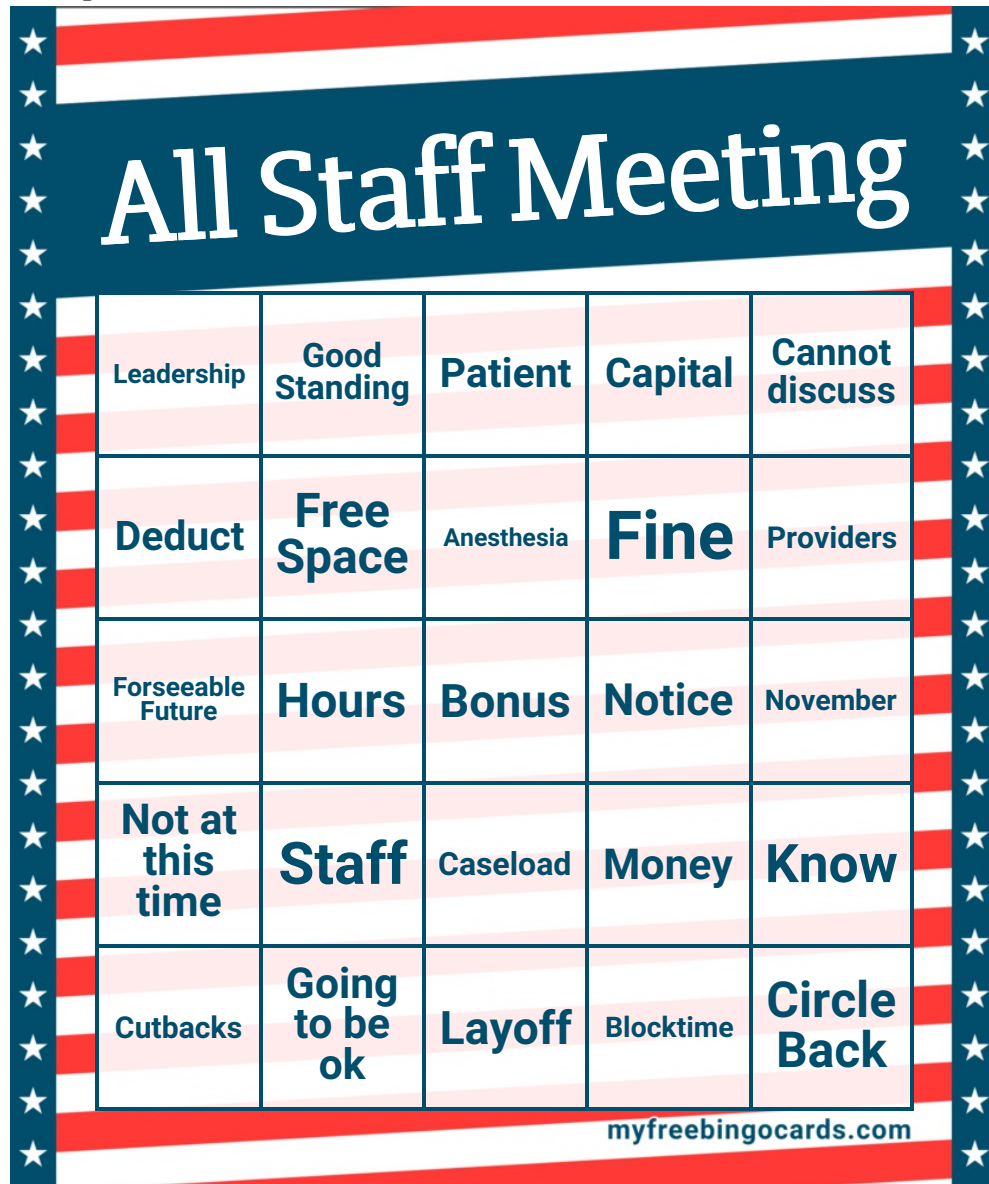 All Staff Meeting
Leadership
Good
Standing
Patient
Capital
Cannot
discuss
Deduct
Free
Space
Anesthesia
Fine
Providers
Forseeable
Future
Hours
Bonus
Notice
November
Not at
this
time
Staff
Caseload
Money
Know
Cutbacks
Going
to be
ok
Layoff
Blocktime
Circle
Back
myfreebingocards.com